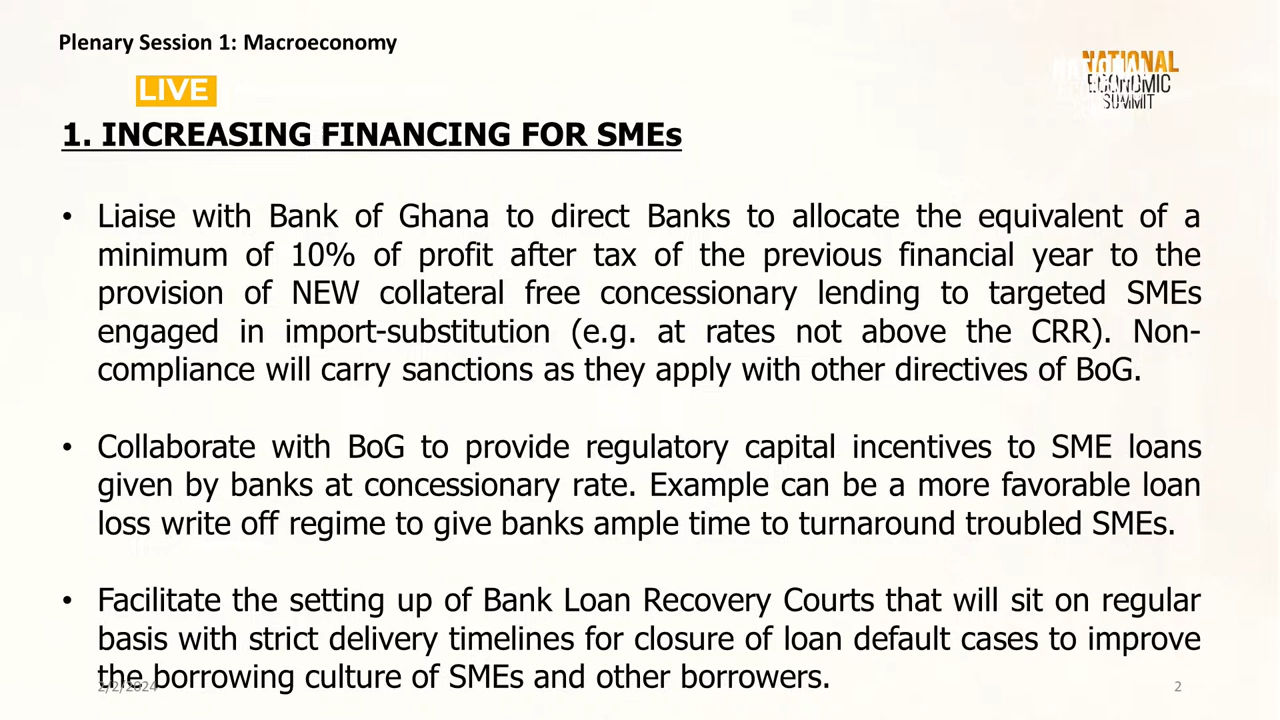 Plenary Session 1: Macroeconomy
NATIONAL
ECONOMIC
SUMMIT
LIVE
1. INCREASING FINANCING FOR SMEs
• Liaise with Bank of Ghana to direct Banks to allocate the equivalent of a
minimum of 10% of profit after tax of the previous financial year to the
provision of NEW collateral free concessionary lending to targeted SMEs
engaged in import-substitution (e.g. at rates not above the CRR). Non-
compliance will carry sanctions as they apply with other directives of BoG.
• Collaborate with BoG to provide regulatory capital incentives to SME loans
given by banks at concessionary rate. Example can be a more favorable loan
loss write off regime to give banks ample time to turnaround troubled SMEs.
• Facilitate the setting up of Bank Loan Recovery Courts that will sit on regular
basis with strict delivery timelines for closure of loan default cases to improve
the borrowing culture of SMEs and other borrowers.
2/2/2024
2